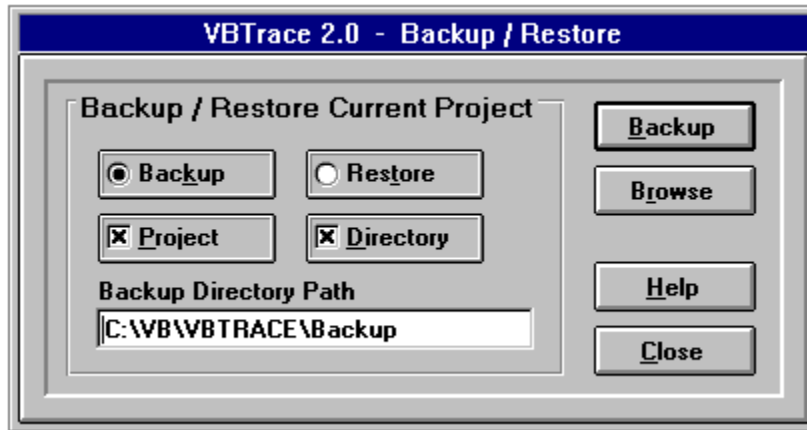 VBTrace 2.0 - Backup / Restore
Backup / Restore Current Project
Backup
Restore
Project
Directory
Backup Directory Path
C:\VB\VBTRACE\Backup
Backup
Browse
Help
Close